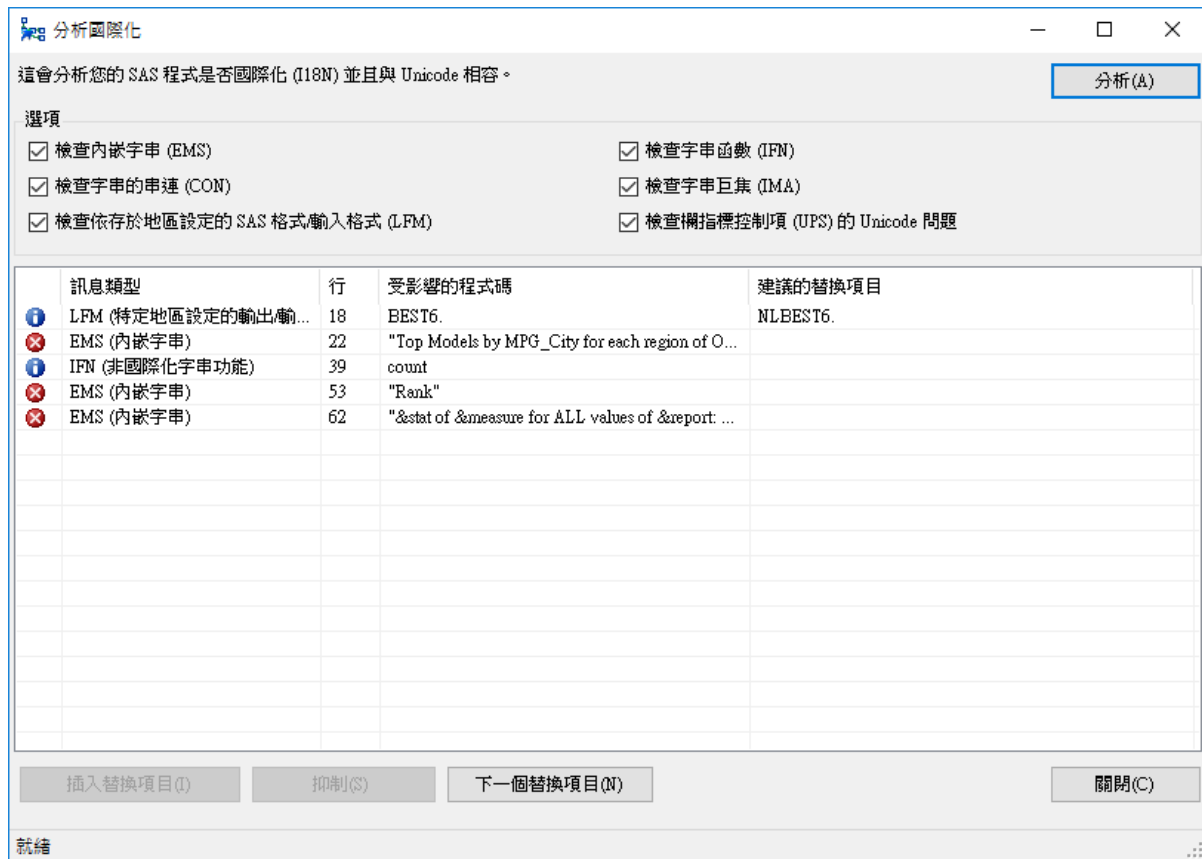 分析國際化
這會分析您的 SAS 程式是否國際化 (I18N) 並且與 Unicode 相容。
分析(A)
選項
檢查內嵌字串 (EMS)
檢查字串函數 (IFN)
檢查字串的串連 (CON)
檢查字串巨集 (IMA)
檢查依存於地區設定的 SAS 格式/輸入格式 (LFM)
檢查欄指標控制項 (UPS) 的 Unicode 問題
訊息類型 行 受影響的程式碼 建議的替換項目
LFM (特定地區設定的輸出/輸... 18 BEST6. NLBEST6.
EMS (內嵌字串) 22 "Top Models by MPG_City for each region of O...
IFN (非國際化字串功能) 39 count
EMS (內嵌字串) 53 "Rank"
EMS (內嵌字串) 62 "&stat of &measure for ALL values of &report: ...
插入替換項目(I) 抑制(S) 下一個替換項目(N) 關閉(C)
就緒